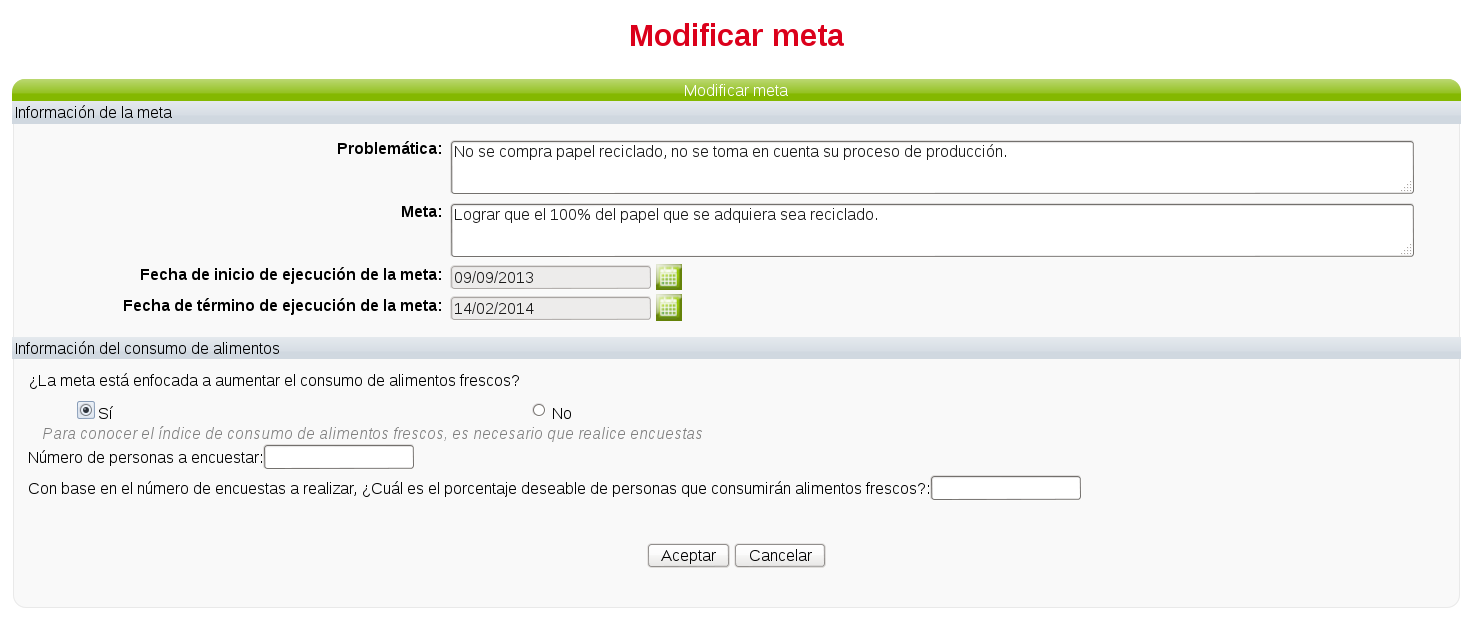 Modificar meta
Modificar meta
Información de la meta
Problemática: No se compra papel reciclado, no se toma en cuenta su proceso de producción.
Meta: Lograr que el 100% del papel que se adquiera sea reciclado.
Fecha de inicio de ejecución de la meta: 09/09/2013
Fecha de término de ejecución de la meta: 14/02/2014
Información del consumo de alimentos
¿La meta está enfocada a aumentar el consumo de alimentos frescos?
Sí No
Para conocer el índice de consumo de alimentos frescos, es necesario que realice encuestas
Número de personas a encuestar:
Con base en el número de encuestas a realizar, ¿Cuál es el porcentaje deseable de personas que consumirán alimentos frescos?:
Aceptar Cancelar